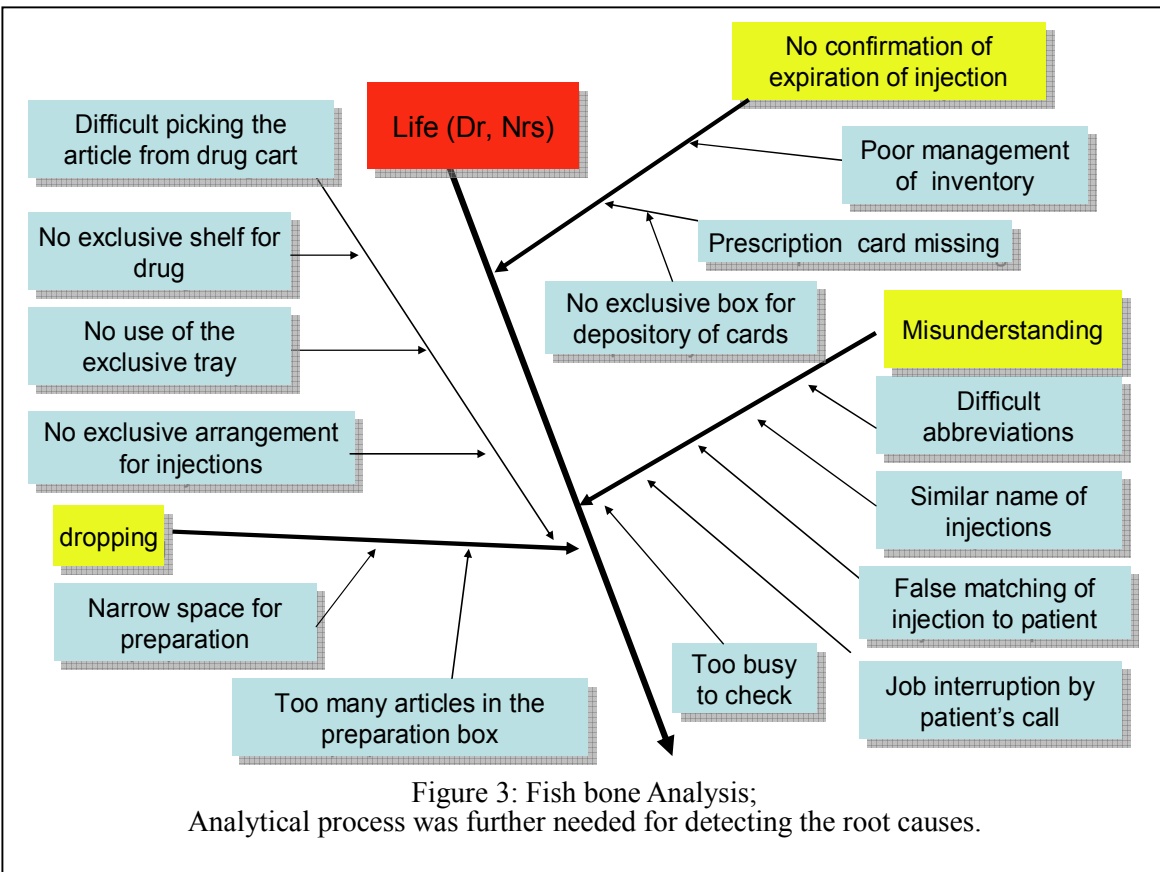 No confirmation of
expiration of injection
Life (Dr, Nrs)
Difficult picking the
article from drug cart
Poor management
of inventory
No exclusive shelf for
drug
Prescription card missing
No exclusive box for
depository of cards
No use of the
exclusive tray
Misunderstanding
Difficult
abbreviations
No exclusive arrangement
for injections
Similar name of
injections
dropping
Narrow space for
preparation
False matching of
injection to patient
Too busy
to check
Job interruption by
patient’s call
Too many articles in the
preparation box
Figure 3: Fish bone Analysis;
Analytical process was further needed for detecting the root causes.